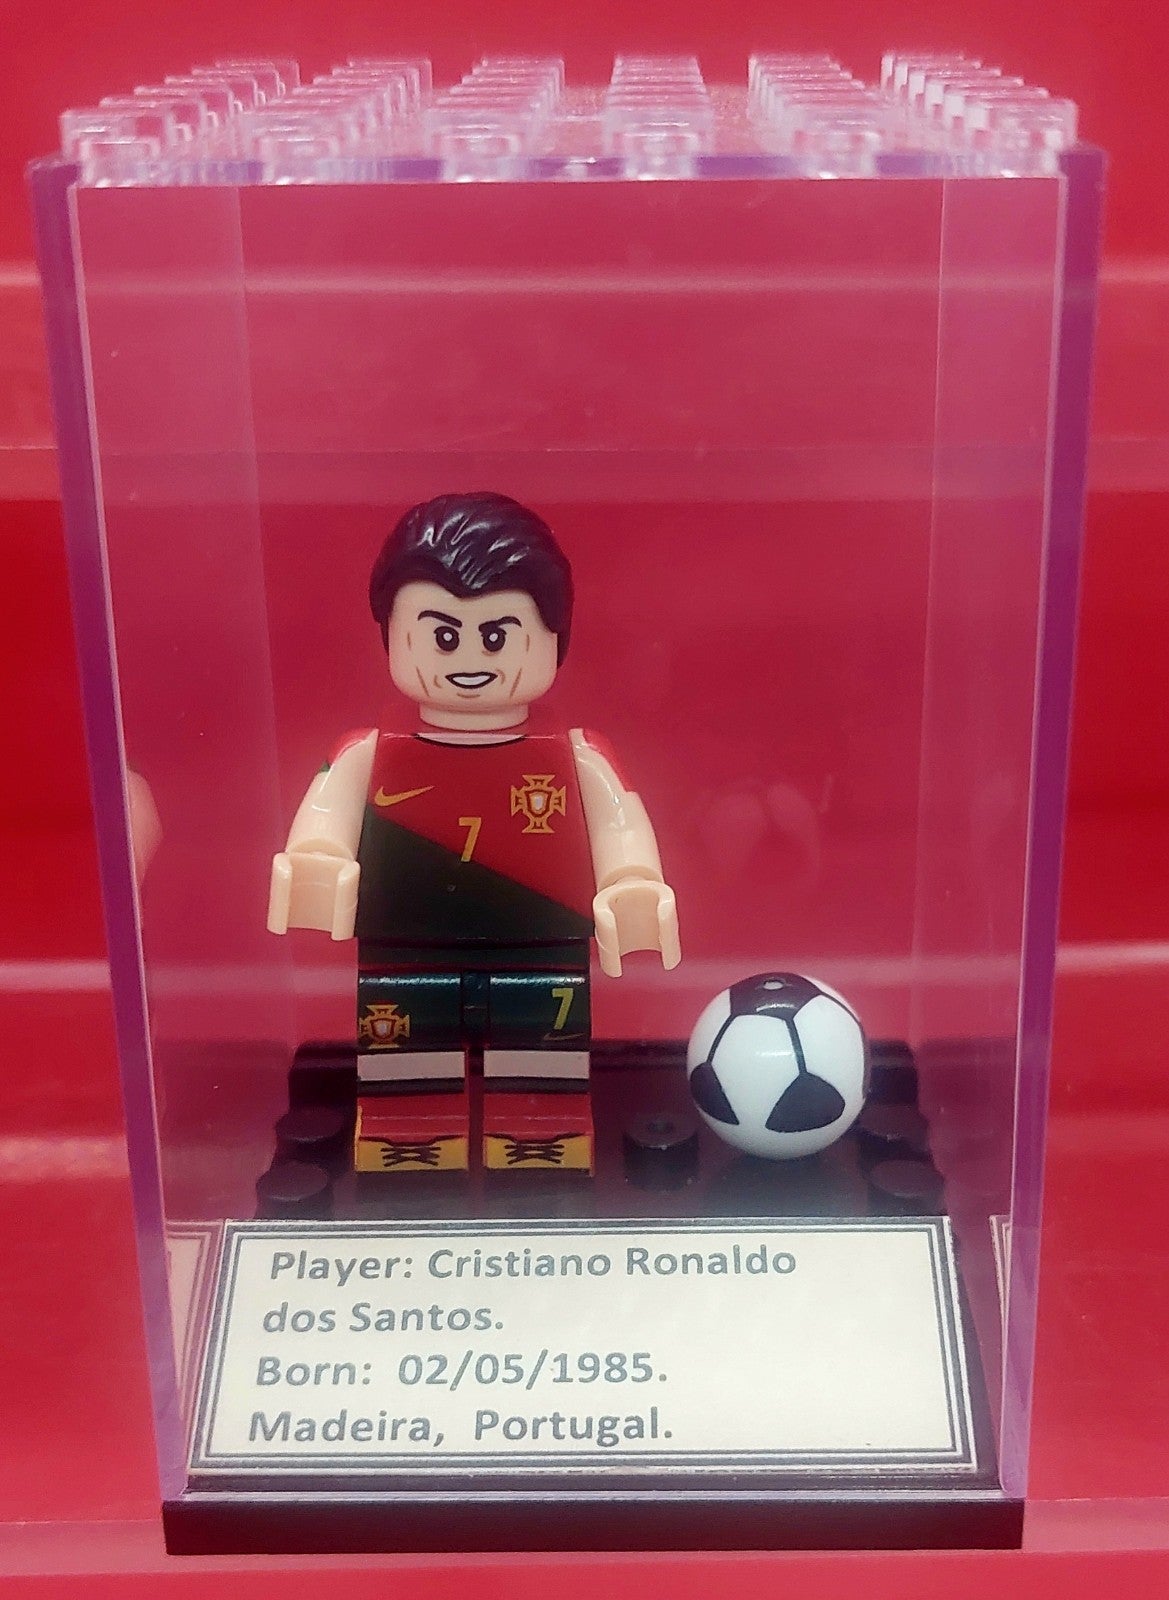 7
7
Player: Cristiano Ronaldo
dos Santos.
Born: 02/05/1985.
Madeira, Portugal.